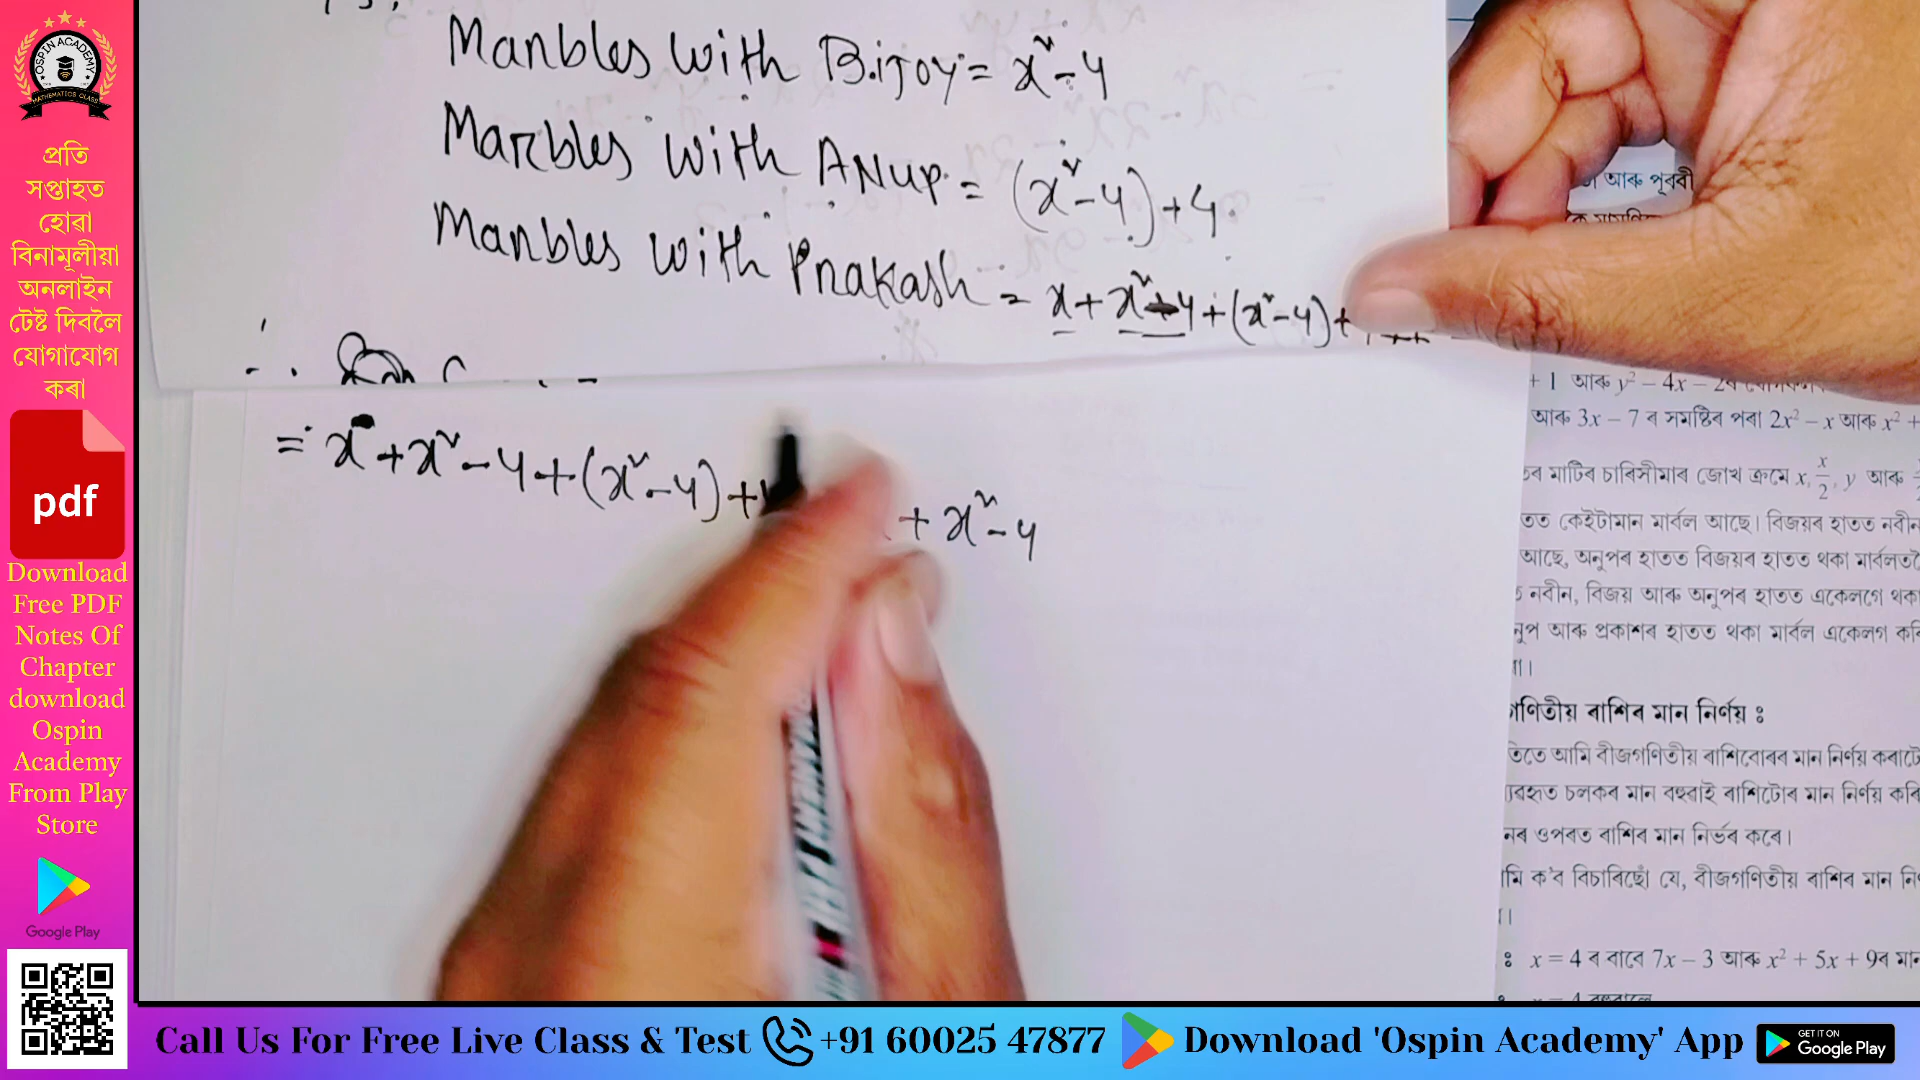 OSPIN ACADEMY
MATHEMATICS CLASS
প্ৰতি
সপ্তাহত
হোৱা
বিনামূলীয়া
অনলাইন
টেষ্ট দিবলৈ
যোগাযোগ
কৰা
pdf
Download
Free PDF
Notes Of
Chapter
download
Ospin
Academy
From Play
Store
Google Play
Marbles with Bijoy = x² - 4
Marbles with ANup = (x² - 4) + 4
Marbles with Prakash = x + x² - 4 + (x² - 4) +
= x + x² - 4 + (x² - 4) + + x² - 4
আৰু পূৰবী
+ 1 আৰু y² – 4x – 2ৰ
আৰু 3x – 7 ৰ সমষ্টিৰ পৰা 2x² – x আৰু x² +
মাটিৰ চাৰিসীমাৰ জোখ ক্ৰমে x, x/2, y আৰু
কেইটামান মাৰ্বল আছে। বিজয়ৰ হাতত নবীন
আছে, অনুপৰ হাতত বিজয়ৰ হাতত থকা মাৰ্বলতকৈ
নবীন, বিজয় আৰু অনুপৰ হাতত একেলগে থকা
আৰু প্ৰকাশৰ হাতত থকা মাৰ্বল একেলগ কৰি
ৰাশিৰ মান নিৰ্ণয় ঃ
আমি বীজগণিতীয় ৰাশিবোৰৰ মান নিৰ্ণয় কৰাটো
চলকৰ মান বহুৱাই ৰাশিটোৰ মান নিৰ্ণয় কৰি
ওপৰত ৰাশিৰ মান নিৰ্ভৰ কৰে।
ক'ব বিচাৰিছোঁ যে, বীজগণিতীয় ৰাশিৰ মান
ঃ x = 4 ৰ বাবে 7x – 3 আৰু x² + 5x + 9ৰ মান
Call Us For Free Live Class & Test +91 60025 47877 Download 'Ospin Academy' App GET IT ON Google Play